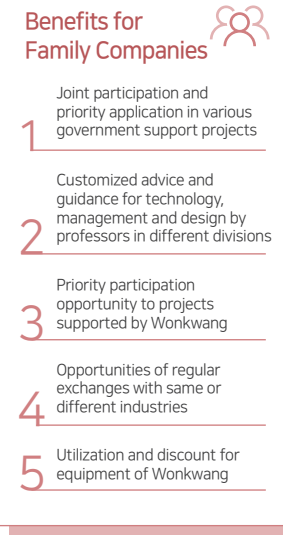 Benefits for
Family Companies
Joint participation and
priority application in various
1 government support projects
Customized advice and
guidance for technology,
management and design by
2 professors in different divisions
Priority participation
opportunity to projects
3 supported by Wonkwang
Opportunities of regular
exchanges with same or
4 different industries
Utilization and discount for
5 equipment of Wonkwang